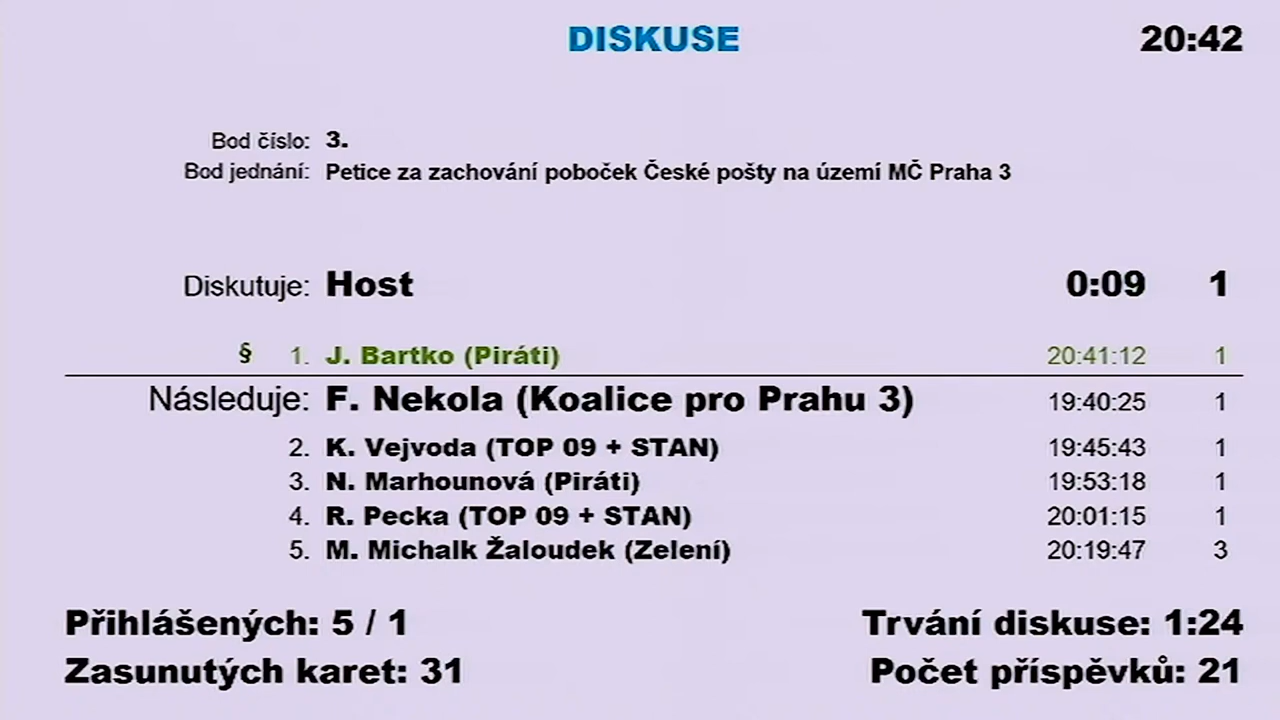 DISKUSE 20:42
Bod číslo: 3.
Bod jednání: Petice za zachování poboček České pošty na území MČ Praha 3
Diskutuje: Host 0:09 1
§ 1. J. Bartko (Piráti) 20:41:12 1
Následuje: F. Nekola (Koalice pro Prahu 3) 19:40:25 1
2. K. Vejvoda (TOP 09 + STAN) 19:45:43 1
3. N. Marhounová (Piráti) 19:53:18 1
4. R. Pecka (TOP 09 + STAN) 20:01:15 1
5. M. Michalk Žaloudek (Zelení) 20:19:47 3
Přihlášených: 5 / 1 Trvání diskuse: 1:24
Zasunutých karet: 31 Počet příspěvků: 21